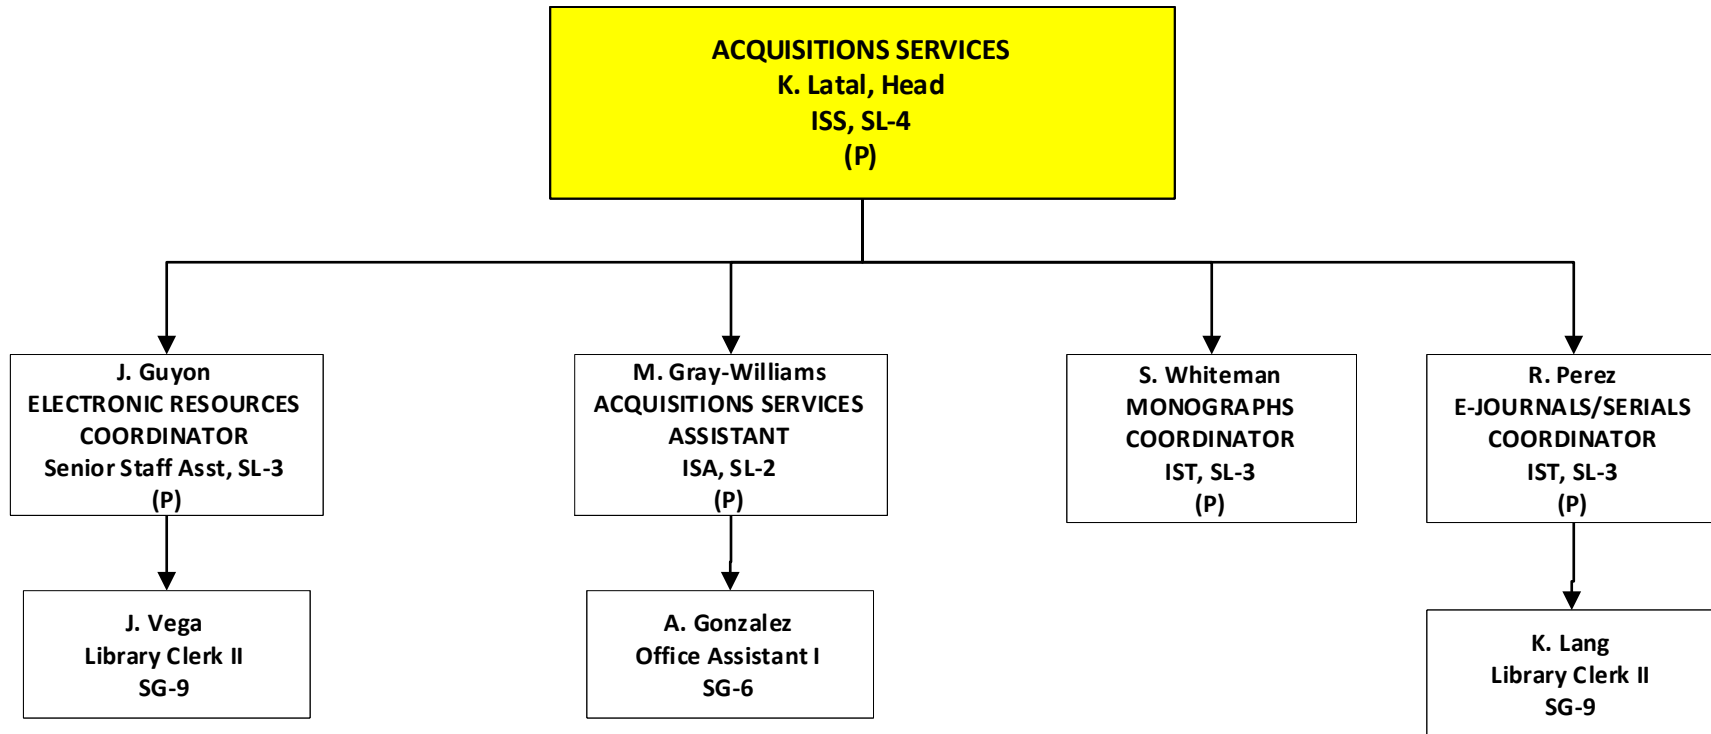 ACQUISITIONS SERVICES
K. Latal, Head
ISS, SL-4
(P)
J. Guyon
ELECTRONIC RESOURCES
COORDINATOR
Senior Staff Asst, SL-3
(P)
M. Gray-Williams
ACQUISITIONS SERVICES
ASSISTANT
ISA, SL-2
(P)
S. Whiteman
MONOGRAPHS
COORDINATOR
IST, SL-3
(P)
R. Perez
E-JOURNALS/SERIALS
COORDINATOR
IST, SL-3
(P)
J. Vega
Library Clerk II
SG-9
A. Gonzalez
Office Assistant I
SG-6
K. Lang
Library Clerk II
SG-9